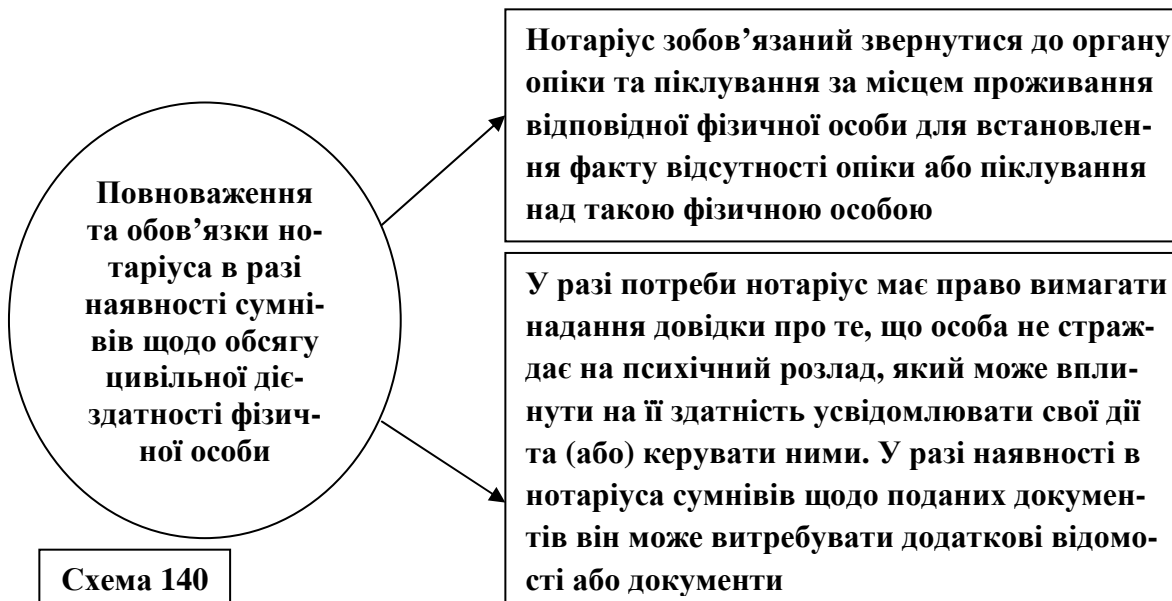 Повноваження
та обов’язки но-
таріуса в разі
наявності сумні-
вів щодо обсягу
цивільної діє-
здатності фізич-
ної особи
Нотаріус зобов’язаний звернутися до органу
опіки та піклування за місцем проживання
відповідної фізичної особи для встановлен-
ня факту відсутності опіки або піклування
над такою фізичною особою
У разі потреби нотаріус має право вимагати
надання довідки про те, що особа не страж-
дає на психічний розлад, який може впли-
нути на її здатність усвідомлювати свої дії
та (або) керувати ними. У разі наявності в
нотаріуса сумнівів щодо поданих докумен-
тів він може витребувати додаткові відомо-
сті або документи
Схема 140